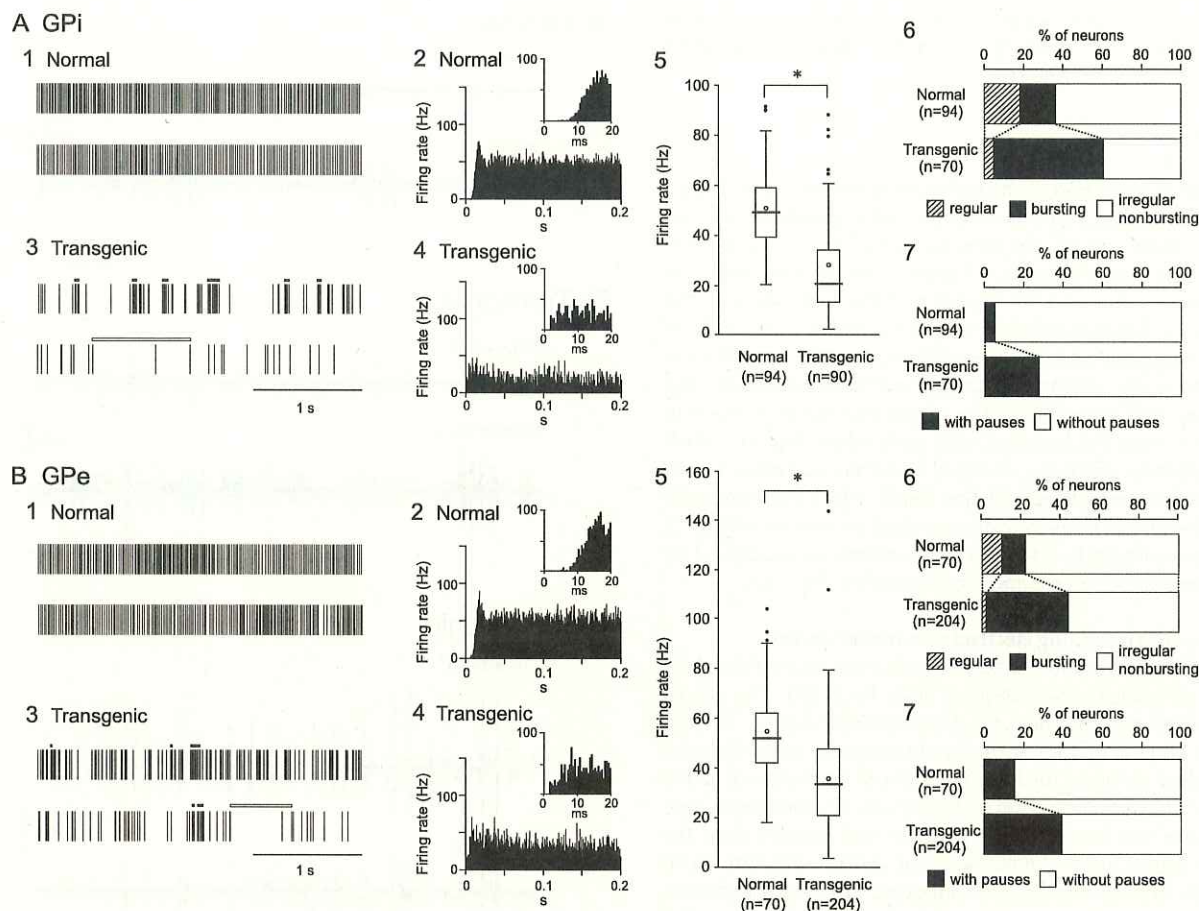 A GPi
1 Normal
3 Transgenic
1 s
2 Normal
100
0
0 10 20
ms
Firing rate (Hz)
100
0
0 0.1 0.2
s
4 Transgenic
100
0
0 10 20
ms
Firing rate (Hz)
100
0
0 0.1 0.2
s
5
*
Firing rate (Hz)
100
80
60
40
20
0
Normal Transgenic
(n=94) (n=90)
6
% of neurons
0 20 40 60 80 100
Normal
(n=94)
Transgenic
(n=70)
regular bursting irregular
nonbursting
7
% of neurons
0 20 40 60 80 100
Normal
(n=94)
Transgenic
(n=70)
with pauses without pauses
B GPe
1 Normal
3 Transgenic
1 s
2 Normal
100
0
0 10 20
ms
Firing rate (Hz)
100
0
0 0.1 0.2
s
4 Transgenic
100
0
0 10 20
ms
Firing rate (Hz)
100
0
0 0.1 0.2
s
5
*
Firing rate (Hz)
160
140
120
100
80
60
40
20
0
Normal Transgenic
(n=70) (n=204)
6
% of neurons
0 20 40 60 80 100
Normal
(n=70)
Transgenic
(n=204)
regular bursting irregular
nonbursting
7
% of neurons
0 20 40 60 80 100
Normal
(n=70)
Transgenic
(n=204)
with pauses without pauses